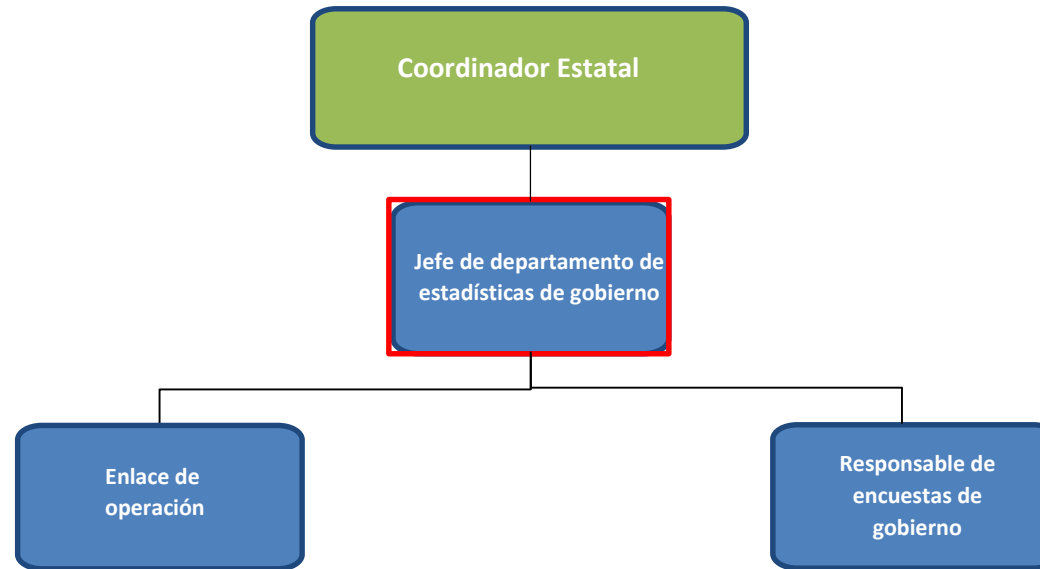 Coordinador Estatal
Jefe de departamento de
estadísticas de gobierno
Enlace de
operación
Responsable de
encuestas de
gobierno